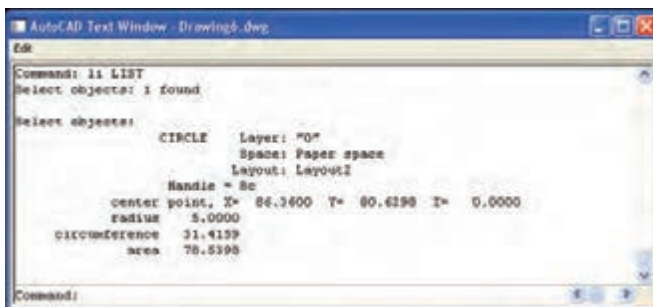 AutoCAD Text Window - Drawing6.dwg
Edit
Command: li LIST
Select objects: 1 found
Select objects:
CIRCLE Layer: "0"
Space: Paper space
Layout: Layout2
Handle = 8c
center point, X= 86.3400 Y= 80.6298 Z= 0.0000
radius 5.0000
circumference 31.4159
area 78.5398
Command: